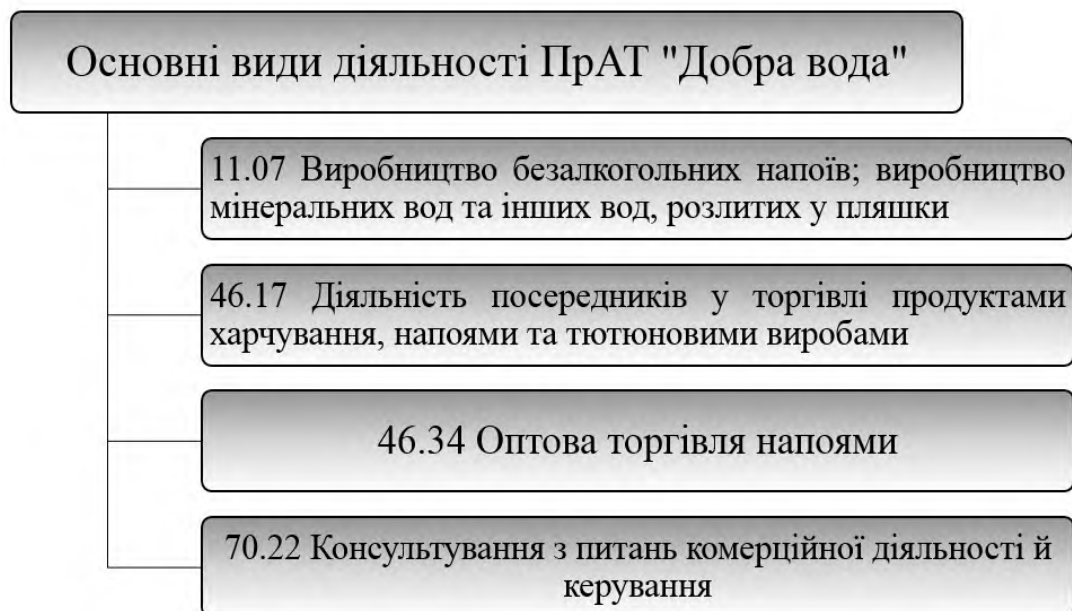 Основні види діяльності ПрАТ "Добра вода"
11.07 Виробництво безалкогольних напоїв; виробництво
мінеральних вод та інших вод, розлитих у пляшки
46.17 Діяльність посередників у торгівлі продуктами
харчування, напоями та тютюновими виробами
46.34 Оптова торгівля напоями
70.22 Консультування з питань комерційної діяльності й
керування